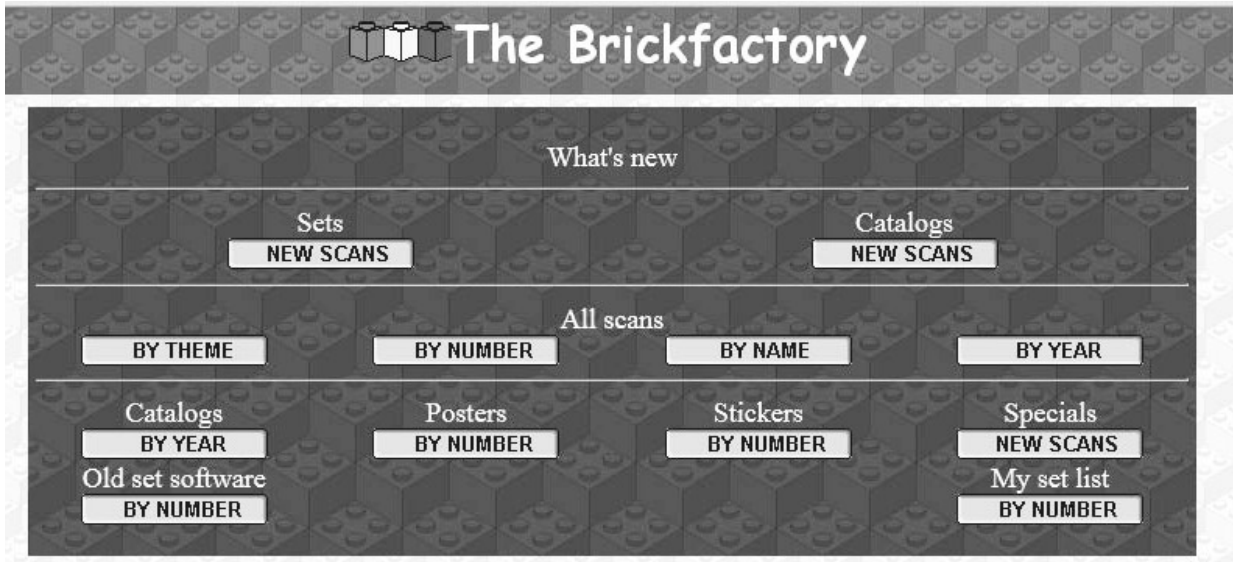 The Brickfactory
What's new
Sets Catalogs
NEW SCANS NEW SCANS
All scans
BY THEME BY NUMBER BY NAME BY YEAR
Catalogs Posters Stickers Specials
BY YEAR BY NUMBER BY NUMBER NEW SCANS
Old set software My set list
BY NUMBER BY NUMBER